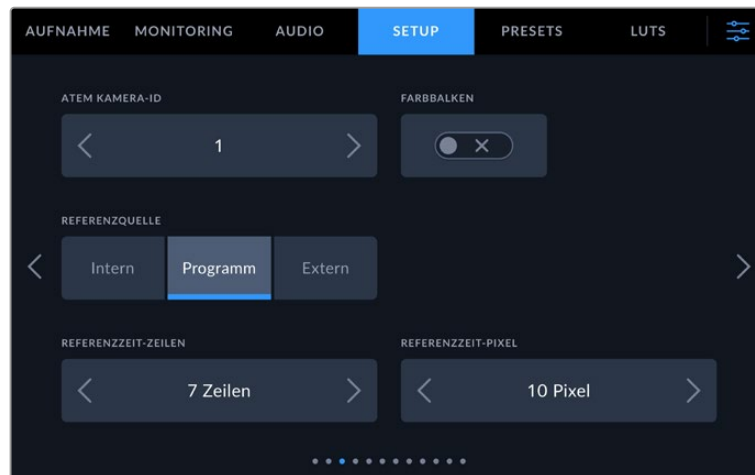 AUFNAHME MONITORING AUDIO SETUP PRESETS LUTS
ATEM KAMERA-ID FARBBALKEN
1
REFERENZQUELLE
Intern Programm Extern
REFERENZZEIT-ZEILEN REFERENZZEIT-PIXEL
7 Zeilen 10 Pixel